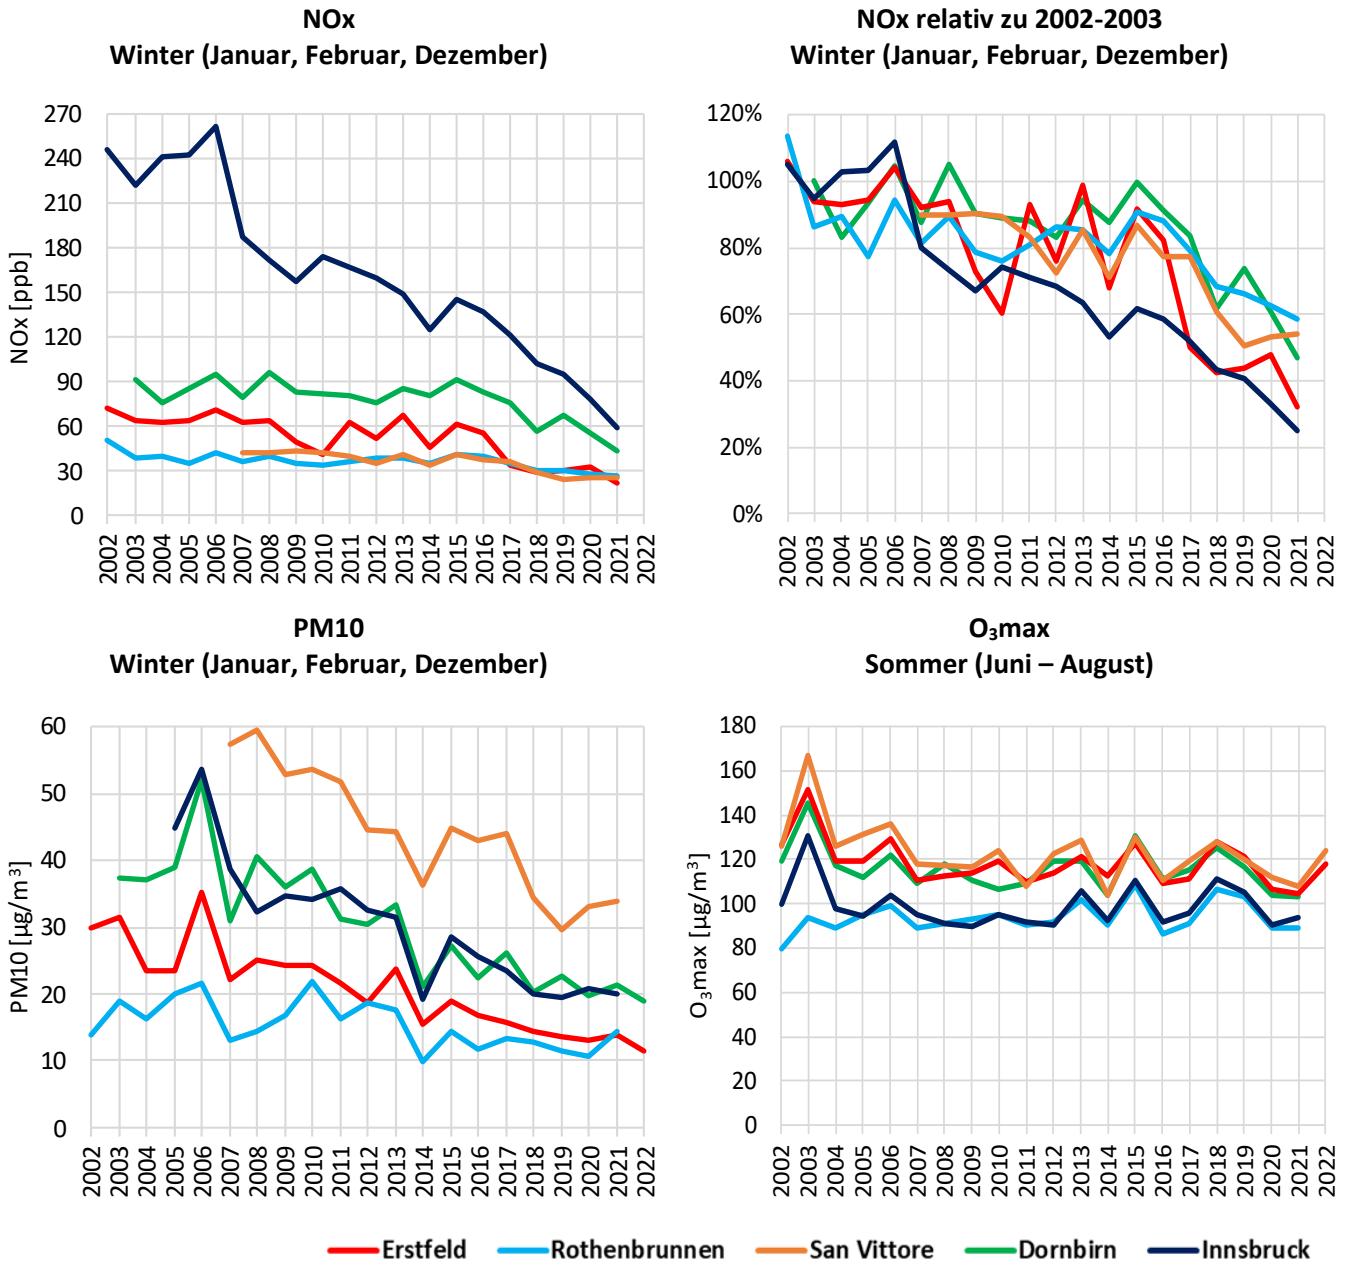 NOx
Winter (Januar, Februar, Dezember)
270
240
210
180
150
120
90
60
30
0
NOx [ppb]
2002 2003 2004 2005 2006 2007 2008 2009 2010 2011 2012 2013 2014 2015 2016 2017 2018 2019 2020 2021 2022
NOx relativ zu 2002-2003
Winter (Januar, Februar, Dezember)
120%
100%
80%
60%
40%
20%
0%
2002 2003 2004 2005 2006 2007 2008 2009 2010 2011 2012 2013 2014 2015 2016 2017 2018 2019 2020 2021 2022
PM10
Winter (Januar, Februar, Dezember)
60
50
40
30
20
10
0
PM10 [µg/m³]
2002 2003 2004 2005 2006 2007 2008 2009 2010 2011 2012 2013 2014 2015 2016 2017 2018 2019 2020 2021 2022
O₃max
Sommer (Juni – August)
180
160
140
120
100
80
60
40
20
0
O₃max [µg/m³]
2002 2003 2004 2005 2006 2007 2008 2009 2010 2011 2012 2013 2014 2015 2016 2017 2018 2019 2020 2021 2022
Erstfeld Rothenbrunnen San Vittore Dornbirn Innsbruck